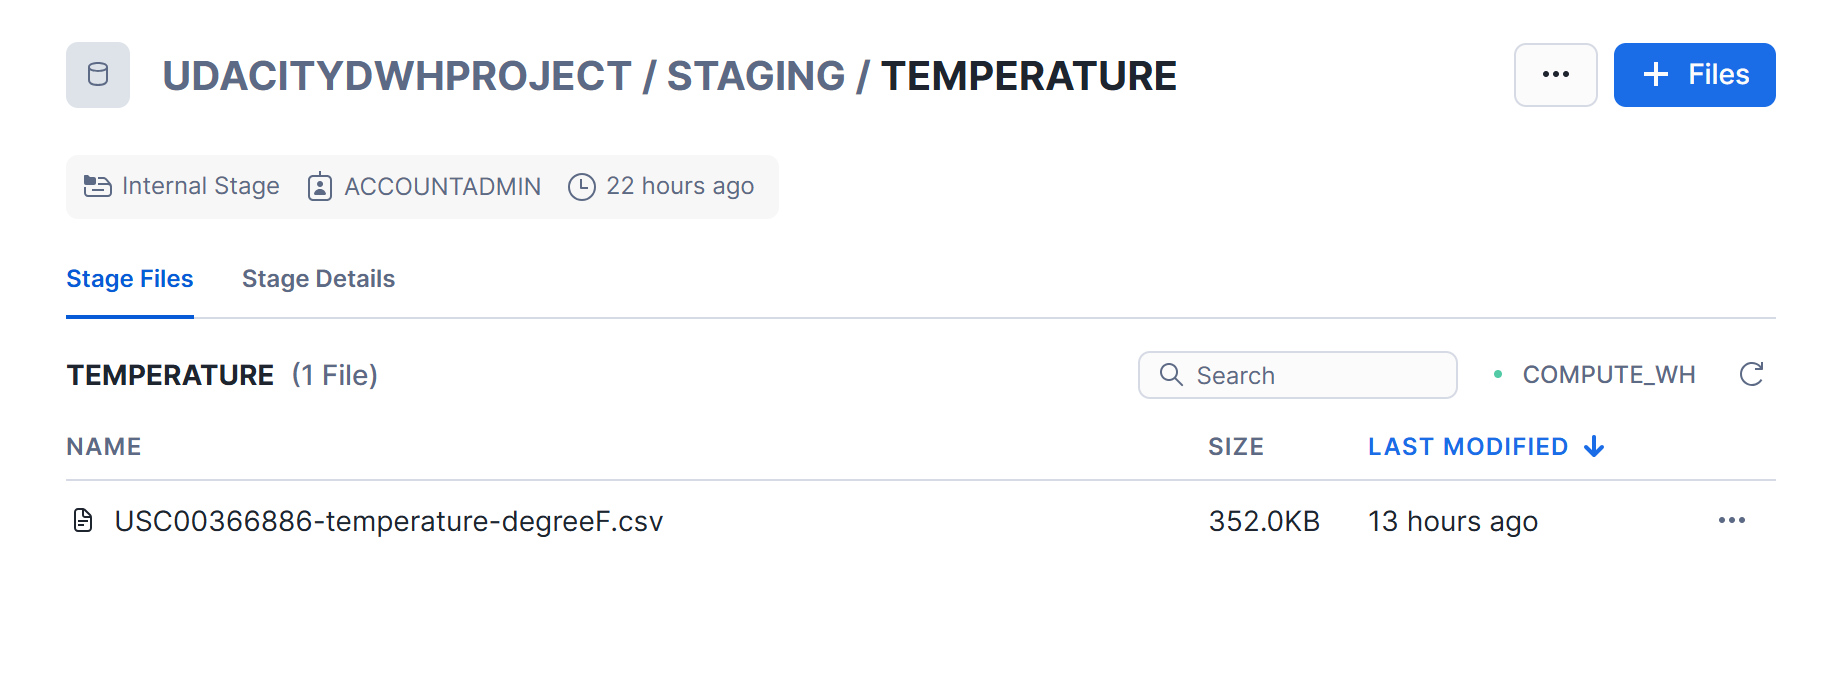 UDACITYDWHPROJECT / STAGING / TEMPERATURE
... + Files
Internal Stage ACCOUNTADMIN 22 hours ago
Stage Files Stage Details
TEMPERATURE (1 File) Search COMPUTE_WH
NAME SIZE LAST MODIFIED
USC00366886-temperature-degreeF.csv 352.0KB 13 hours ago ...